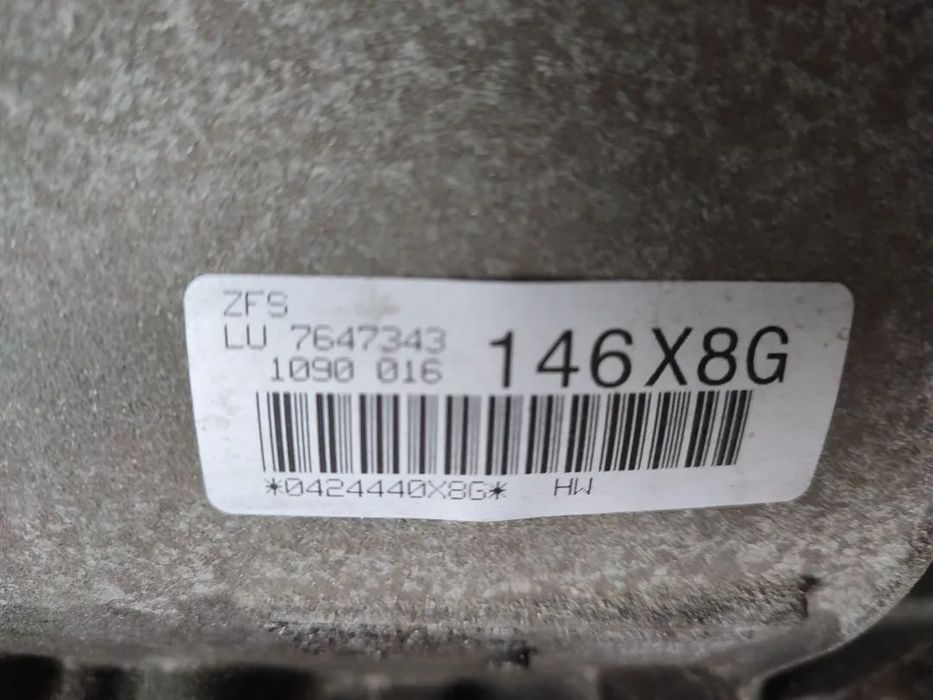 ZFS
LU 7647343
1090 016
146X8G
*0424440X8G* HW